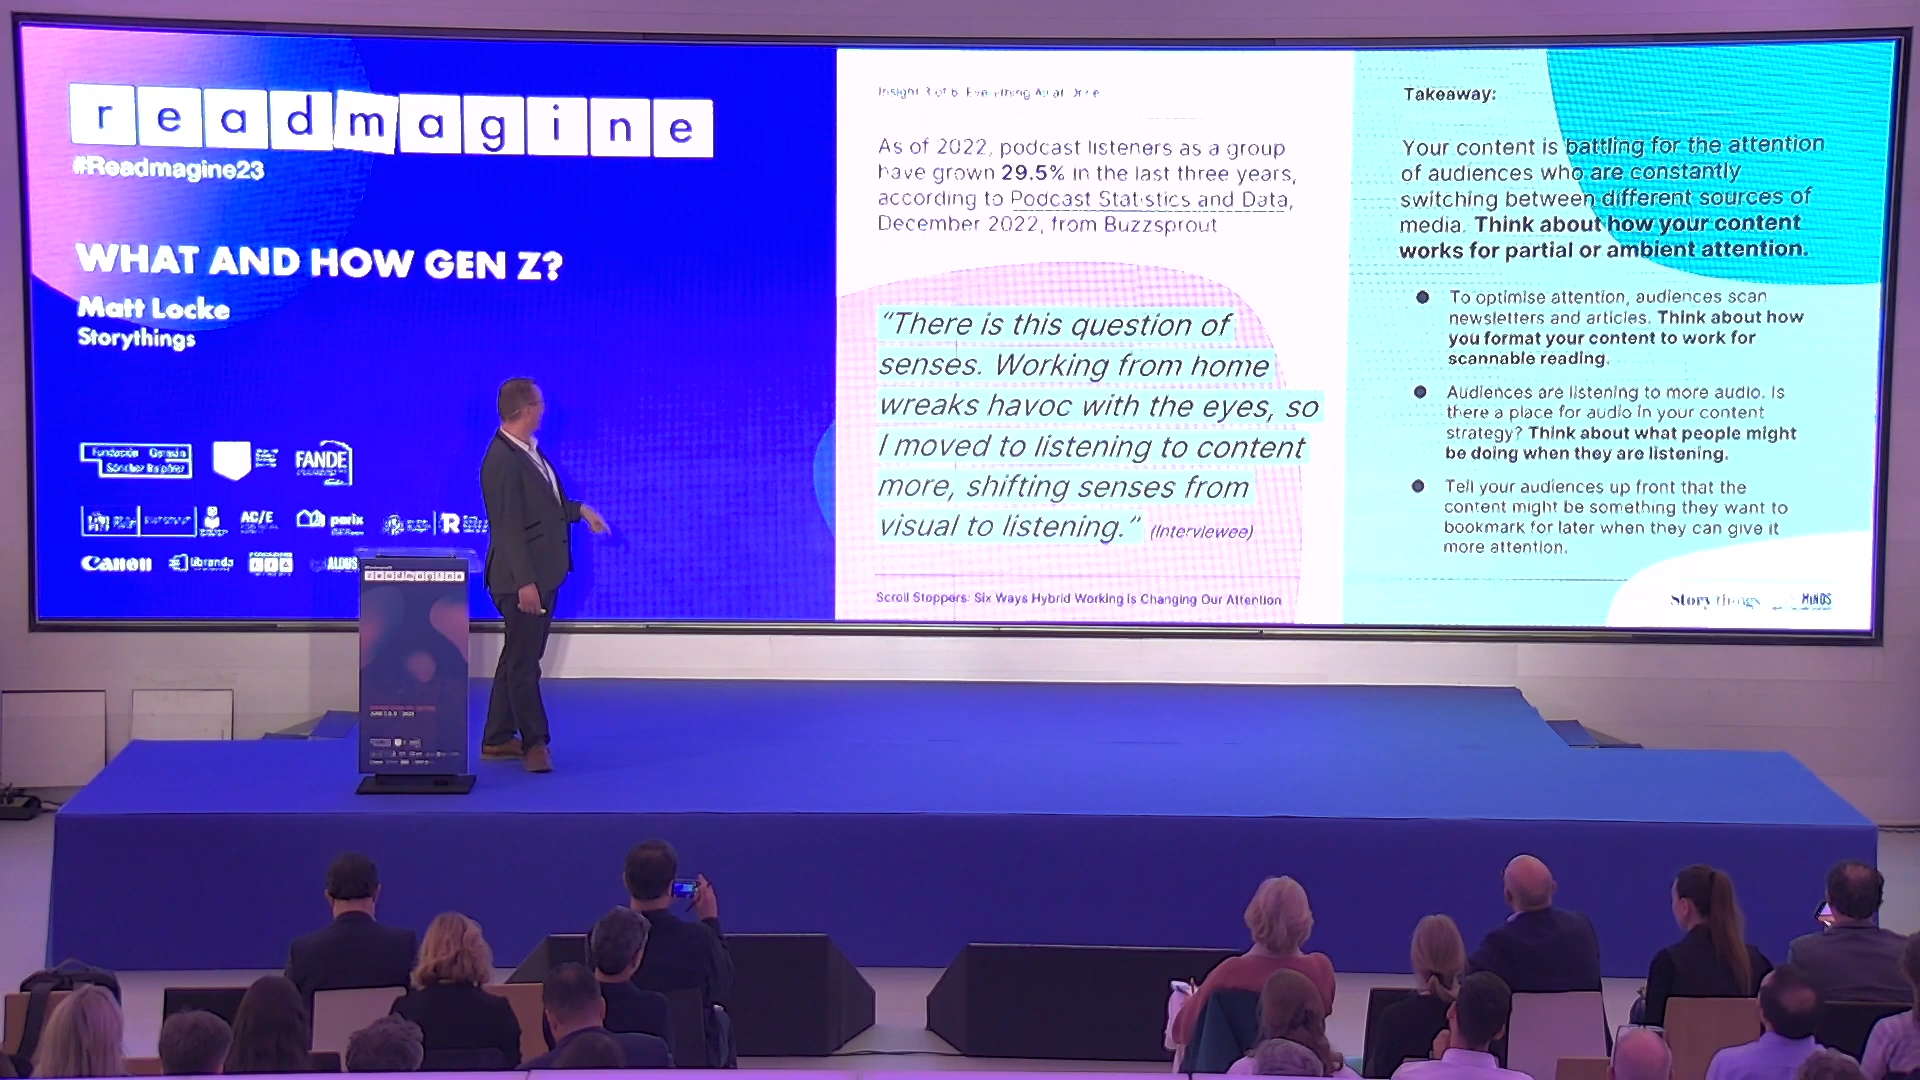 readmagine
#Readmagine23
WHAT AND HOW GEN Z?
Matt Locke
Storythings
FANDE
AC/E
perix
R
Canon
libranda
ALDUS
readmagine
As of 2022, podcast listeners as a group
have grown 29.5% in the last three years,
according to Podcast Statistics and Data,
December 2022, from Buzzsprout
“There is this question of
senses. Working from home
wreaks havoc with the eyes, so
I moved to listening to content
more, shifting senses from
visual to listening.” (Interviewee)
Scroll Stoppers: Six Ways Hybrid Working is Changing Our Attention
Takeaway:
Your content is battling for the attention
of audiences who are constantly
switching between different sources of
media. Think about how your content
works for partial or ambient attention.
To optimise attention, audiences scan
newsletters and articles. Think about how
you format your content to work for
scannable reading.
Audiences are listening to more audio. Is
there a place for audio in your content
strategy? Think about what people might
be doing when they are listening.
Tell your audiences up front that the
content might be something they want to
bookmark for later when they can give it
more attention.
Storythings
MINDS